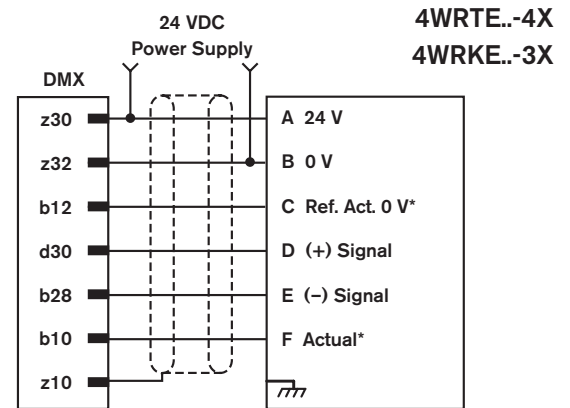 24 VDC
Power Supply
4WRTE..-4X
4WRKE..-3X
DMX
z30 A 24 V
z32 B 0 V
b12 C Ref. Act. 0 V*
d30 D (+) Signal
b28 E (–) Signal
b10 F Actual*
z10